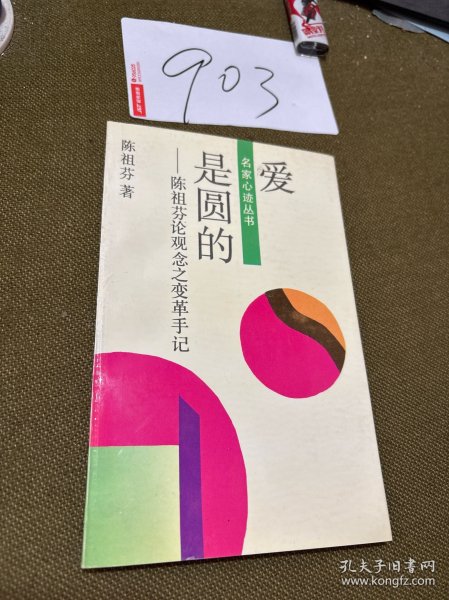 903
名家心迹丛书
爱
是圆的
——陈祖芬论观念之变革手记
陈祖芬 著
孔夫子旧书网
www.kongfz.com